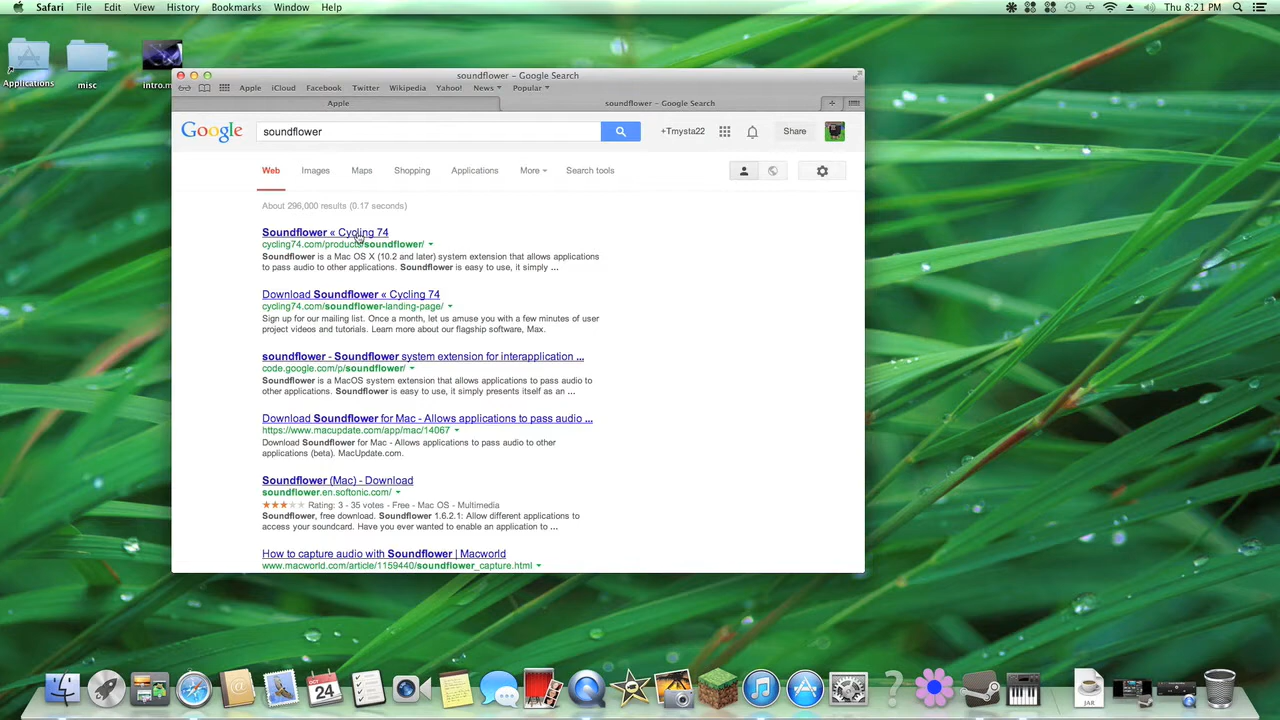 Safari File Edit View History Bookmarks Window Help Thu 8:21 PM
Applications misc intro.m
soundflower – Google Search
Apple iCloud Facebook Twitter Wikipedia Yahoo! News Popular
Apple soundflower – Google Search
Google soundflower +Tmysta22 Share
Web Images Maps Shopping Applications More Search tools
About 296,000 results (0.17 seconds)
Soundflower « Cycling 74
cycling74.com/products/soundflower/
Soundflower is a Mac OS X (10.2 and later) system extension that allows applications
to pass audio to other applications. Soundflower is easy to use, it simply ...
Download Soundflower « Cycling 74
cycling74.com/soundflower-landing-page/
Sign up for our mailing list. Once a month, let us amuse you with a few minutes of user
project videos and tutorials. Learn more about our flagship software, Max.
soundflower - Soundflower system extension for interapplication ...
code.google.com/p/soundflower/
Soundflower is a MacOS system extension that allows applications to pass audio to
other applications. Soundflower is easy to use, it simply presents itself as an ...
Download Soundflower for Mac - Allows applications to pass audio ...
https://www.macupdate.com/app/mac/14067
Download Soundflower for Mac - Allows applications to pass audio to other
applications (beta). MacUpdate.com.
Soundflower (Mac) - Download
soundflower.en.softonic.com/
Rating: 3 - 35 votes - Free - Mac OS - Multimedia
Soundflower, free download. Soundflower 1.6.2.1: Allow different applications to
access your soundcard. Have you ever wanted to enable an application to ...
How to capture audio with Soundflower | Macworld
www.macworld.com/article/1159440/soundflower_capture.html
OCT
24
JAR